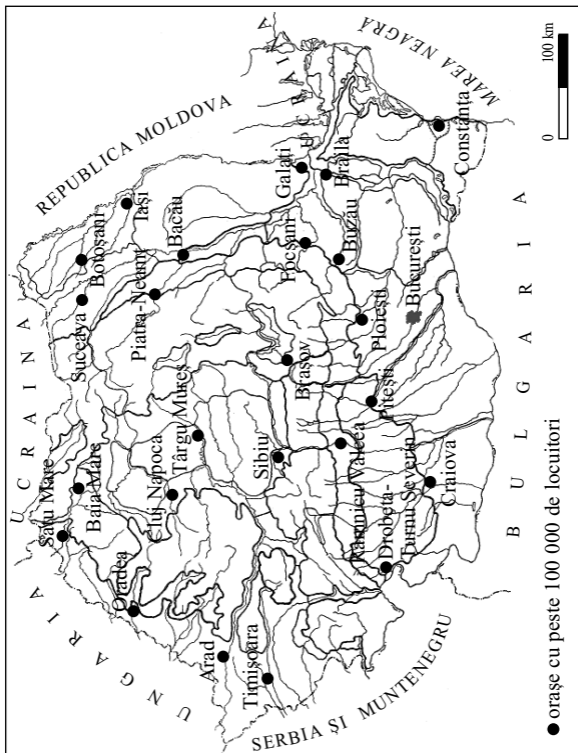 UCRAINA
REPUBLICA MOLDOVA
UNGARIA
Satu Mare
Baia Mare
Suceava
Botoșani
Iași
Oradea
Cluj Napoca
Târgu Mureș
Piatra-Neamț
Bacău
Arad
Timișoara
Sibiu
Brașov
Focșani
Galați
UCRAINA
Brăila
Buzău
Râmnicu Vâlcea
Ploiești
Pitești
Drobeta-
Turnu Severin
București
Craiova
Constanța
MAREA NEAGRĂ
SERBIA ȘI MUNTENEGRU
BULGARIA
orașe cu peste 100 000 de locuitori
0 100 km